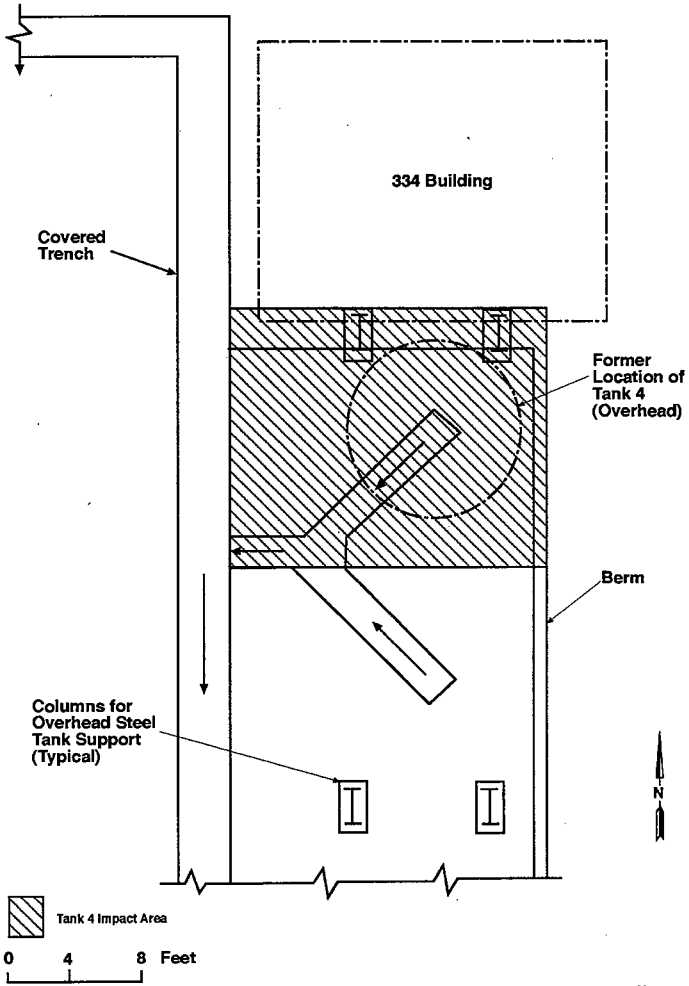 334 Building
Covered
Trench
Former
Location of
Tank 4
(Overhead)
Berm
Columns for
Overhead Steel
Tank Support
(Typical)
N
Tank 4 Impact Area
0 4 8 Feet